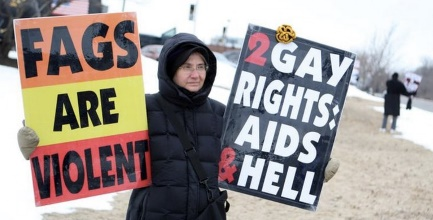 FAGS
ARE
VIOLENT
2 GAY
RIGHTS:
AIDS
& HELL